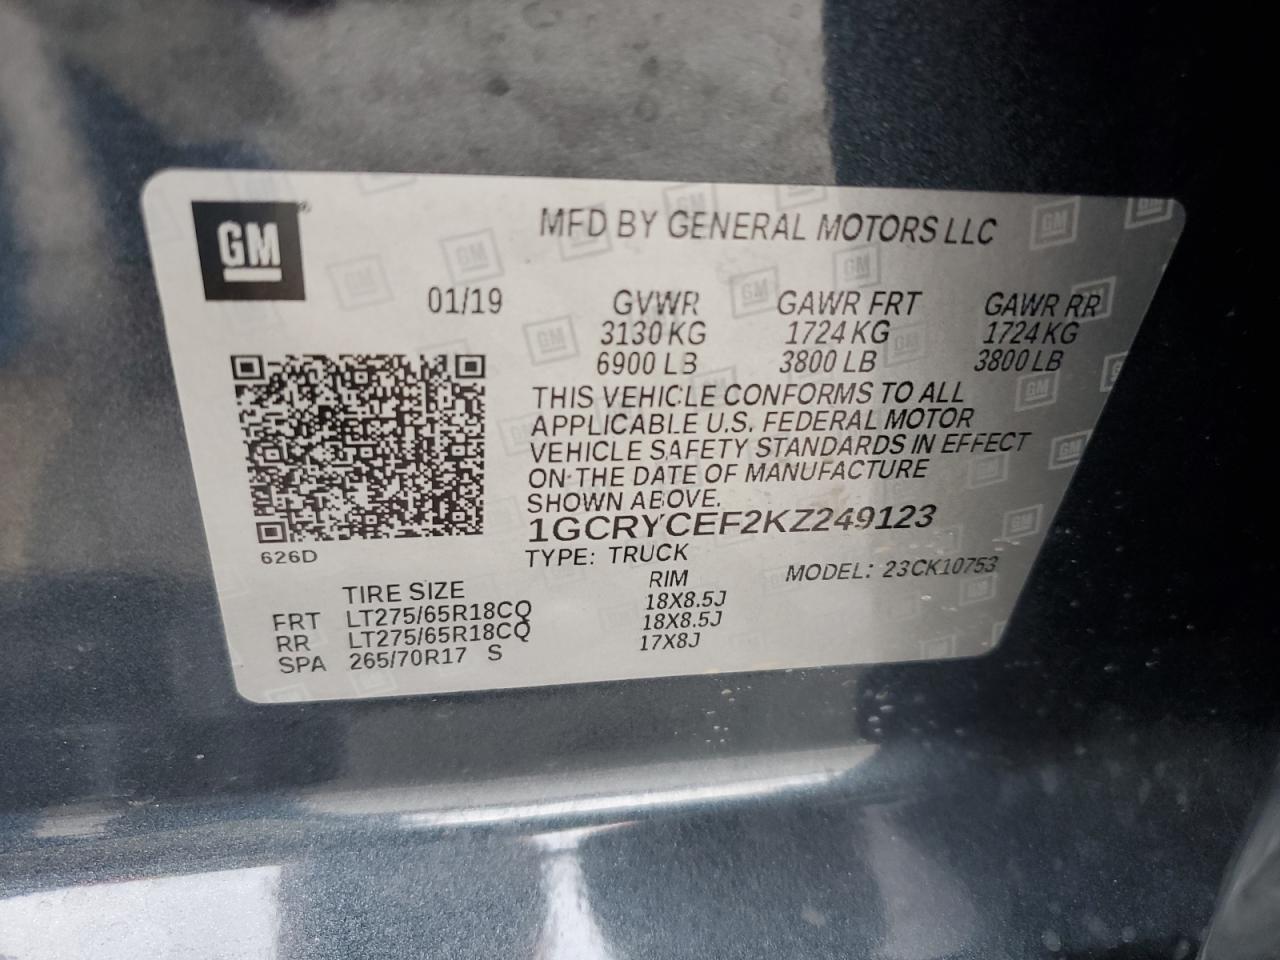 GM
MFD BY GENERAL MOTORS LLC
01/19 GVWR GAWR FRT GAWR RR
3130 KG 1724 KG 1724 KG
6900 LB 3800 LB 3800 LB
THIS VEHICLE CONFORMS TO ALL
APPLICABLE U.S. FEDERAL MOTOR
VEHICLE SAFETY STANDARDS IN EFFECT
ON THE DATE OF MANUFACTURE
SHOWN ABOVE.
1GCRYCEF2KZ249123
626D
TYPE: TRUCK MODEL: 23CK10753
TIRE SIZE RIM
FRT LT275/65R18CQ 18X8.5J
RR LT275/65R18CQ 18X8.5J
SPA 265/70R17 S 17X8J